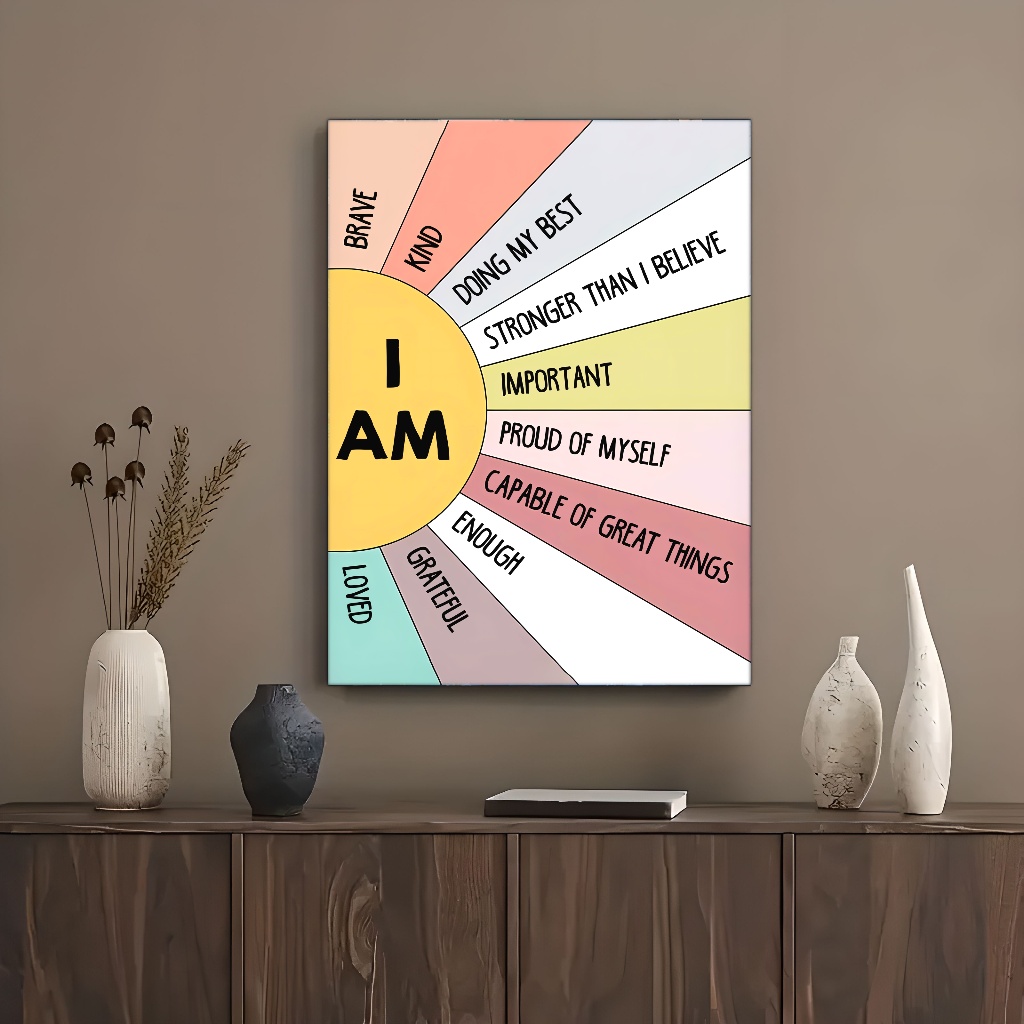 I
AM
BRAVE
KIND
DOING MY BEST
STRONGER THAN I BELIEVE
IMPORTANT
PROUD OF MYSELF
CAPABLE OF GREAT THINGS
ENOUGH
GRATEFUL
LOVED